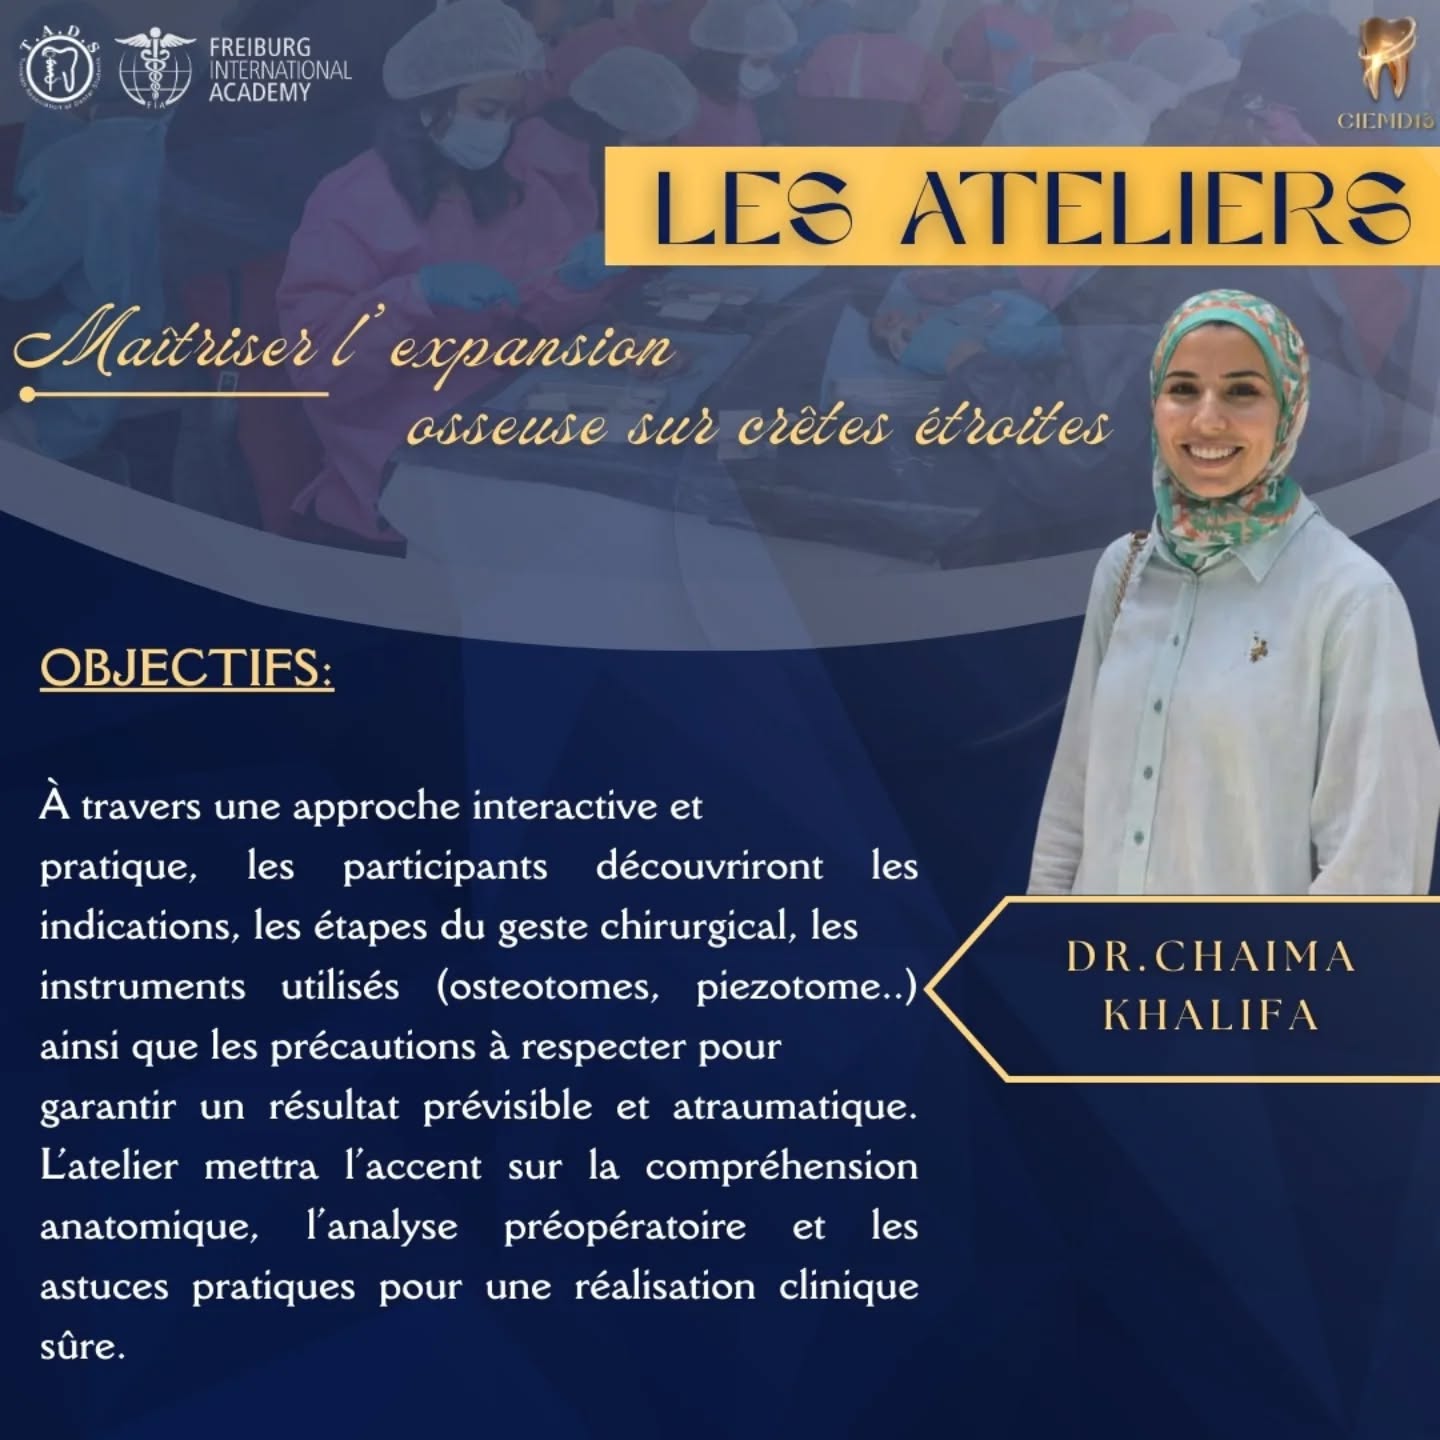 T.A.D.S
FREIBURG
INTERNATIONAL
ACADEMY
FIA
CIEMD13
LES ATELIERS
Maîtriser l'expansion
osseuse sur crêtes étroites
OBJECTIFS:
À travers une approche interactive et
pratique, les participants découvriront les
indications, les étapes du geste chirurgical, les
instruments utilisés (osteotomes, piezotome..)
ainsi que les précautions à respecter pour
garantir un résultat prévisible et atraumatique.
L'atelier mettra l'accent sur la compréhension
anatomique, l'analyse préopératoire et les
astuces pratiques pour une réalisation clinique
sûre.
DR.CHAIMA
KHALIFA